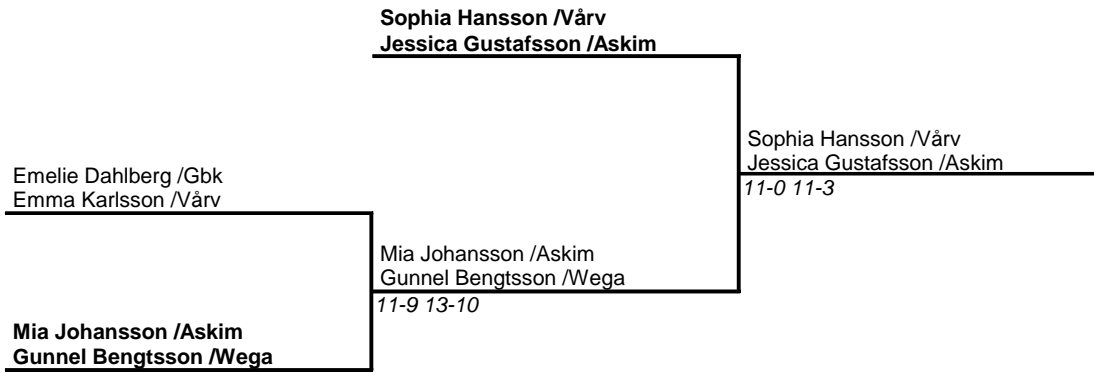 Sophia Hansson /Vårv
Jessica Gustafsson /Askim
Sophia Hansson /Vårv
Jessica Gustafsson /Askim
11-0 11-3
Emelie Dahlberg /Gbk
Emma Karlsson /Vårv
Mia Johansson /Askim
Gunnel Bengtsson /Wega
11-9 13-10
Mia Johansson /Askim
Gunnel Bengtsson /Wega